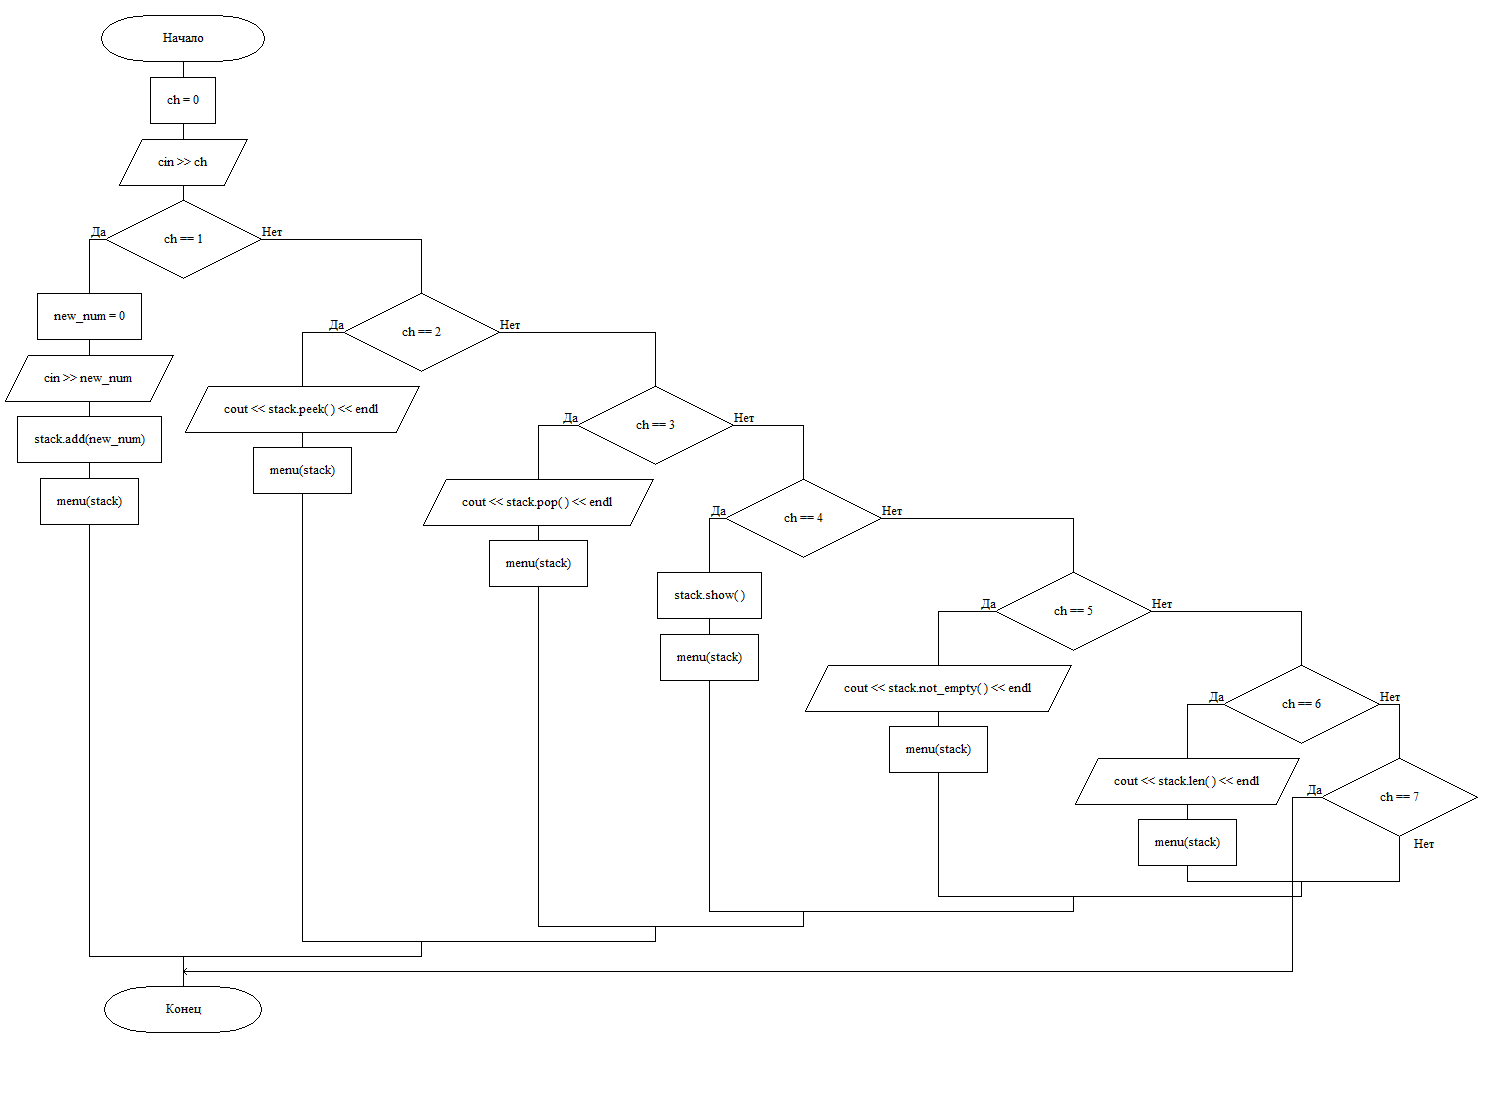 Начало
ch = 0
cin >> ch
ch == 1
Да
Нет
new_num = 0
cin >> new_num
stack.add(new_num)
menu(stack)
ch == 2
Да
Нет
cout << stack.peek( ) << endl
menu(stack)
ch == 3
Да
Нет
cout << stack.pop( ) << endl
menu(stack)
ch == 4
Да
Нет
stack.show( )
menu(stack)
ch == 5
Да
Нет
cout << stack.not_empty( ) << endl
menu(stack)
ch == 6
Да
Нет
cout << stack.len( ) << endl
menu(stack)
ch == 7
Да
Нет
Конец